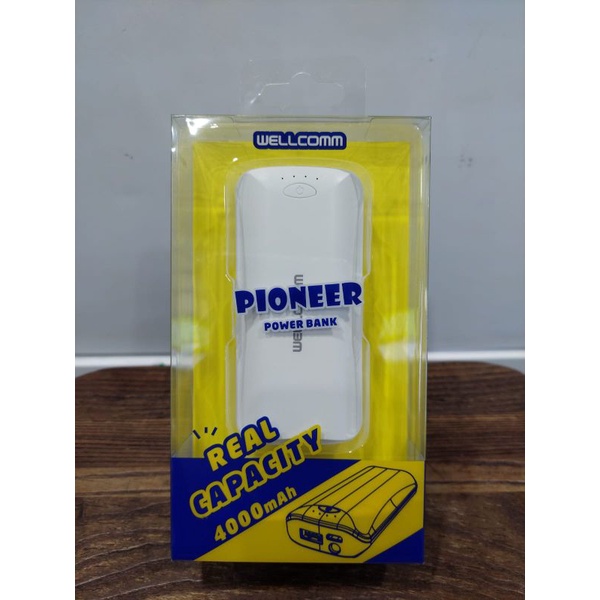 WELLCOMM
PIONEER
POWER BANK
WELLCOMM
REAL
CAPACITY
4000mAh